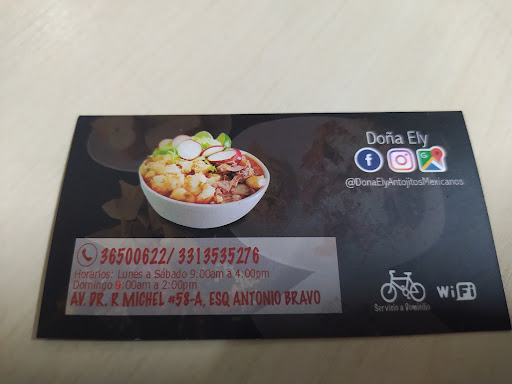 Doña Ely
@DonaElyAntojitosMexicanos
36500622/ 3313535276
Horarios: Lunes a Sábado 9:00am a 4:00pm
Domingo 9:00am a 2:00pm
AV. DR. R MICHEL #58-A, ESQ ANTONIO BRAVO
Servicio a Domicilio
WiFi